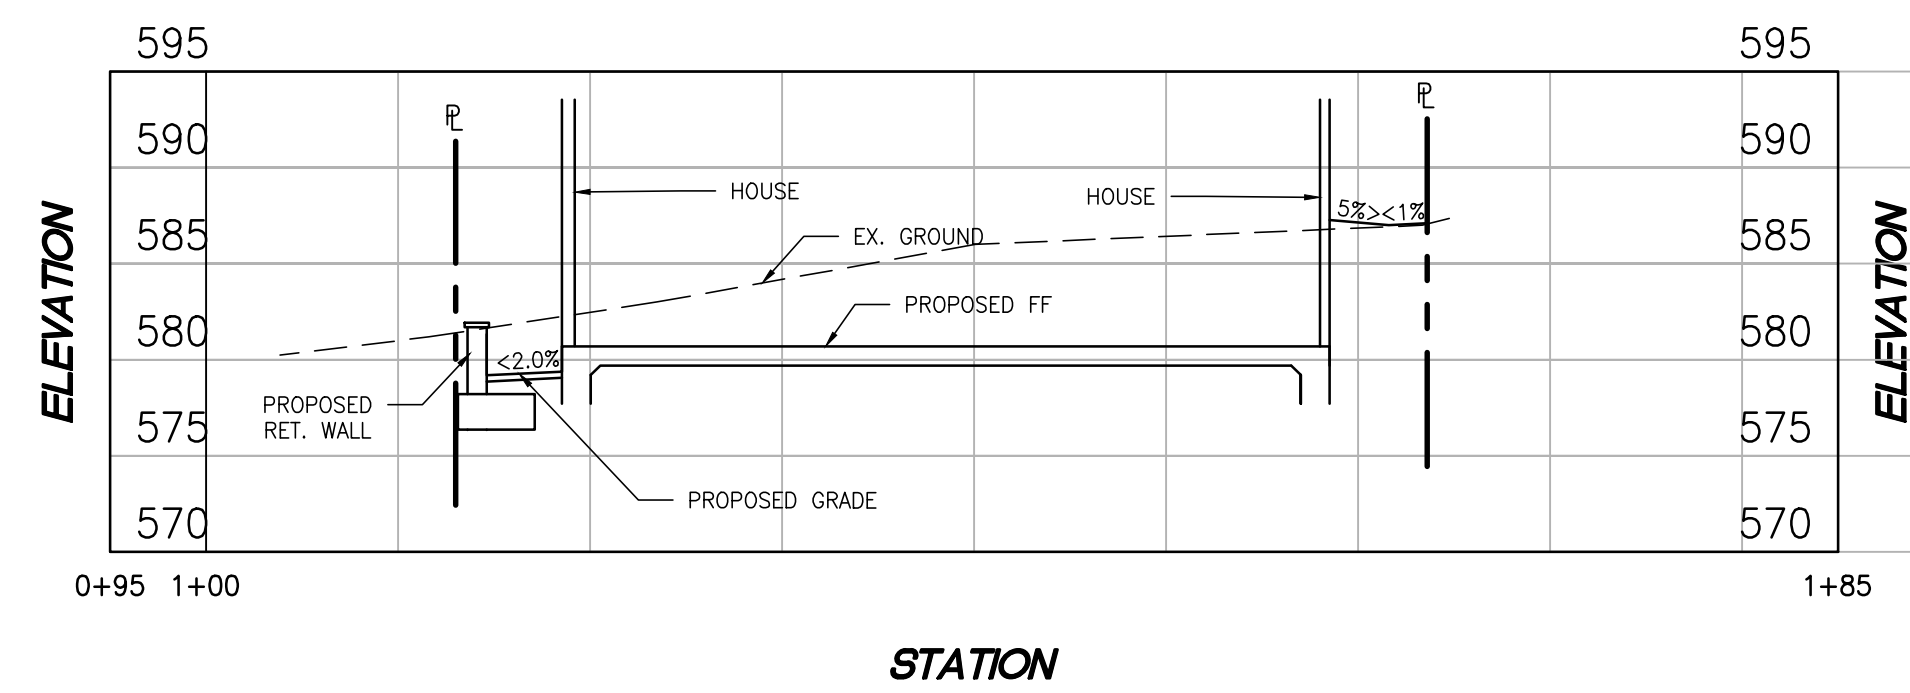 595 595
℄ ℄
590 590
HOUSE HOUSE
5%><1%
ELEVATION
585 EX. GROUND 585
ELEVATION
PROPOSED FF
580 580
<2.0%
PROPOSED
RET. WALL
575 575
PROPOSED GRADE
570 570
0+95 1+00 1+85
STATION